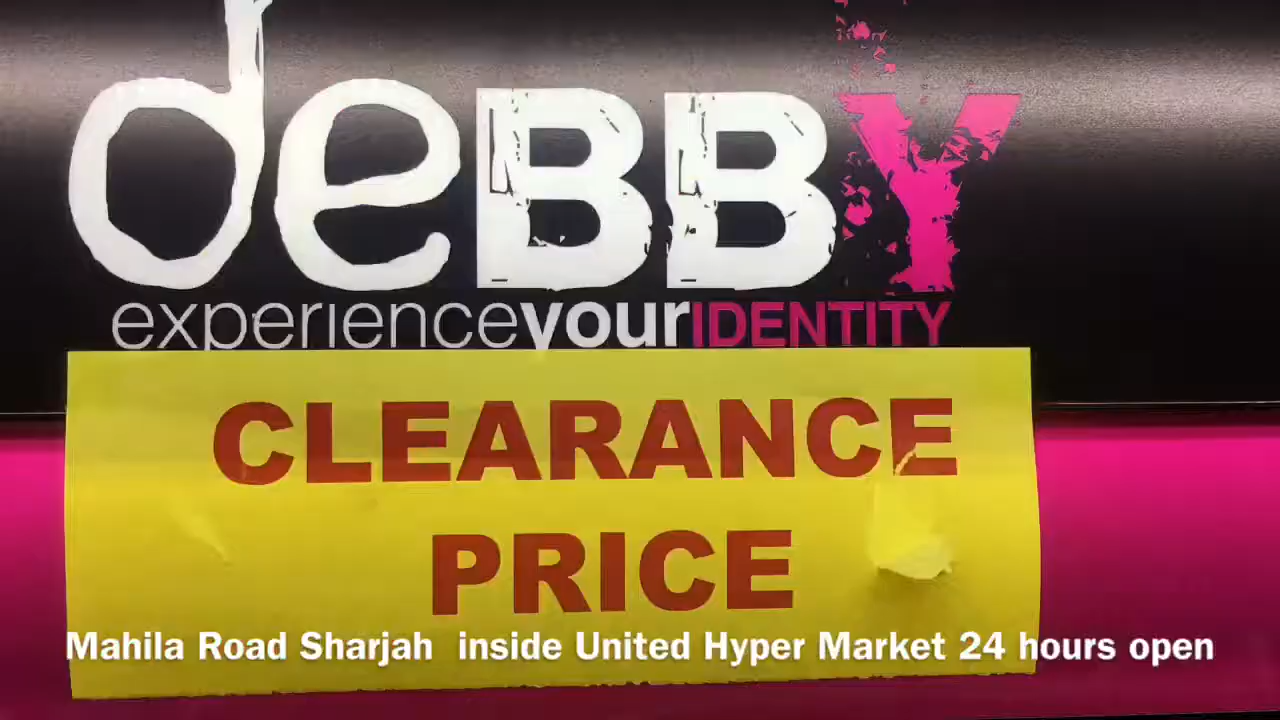 deBBY
experienceyourIDENTITY
CLEARANCE
PRICE
Mahila Road Sharjah inside United Hyper Market 24 hours open